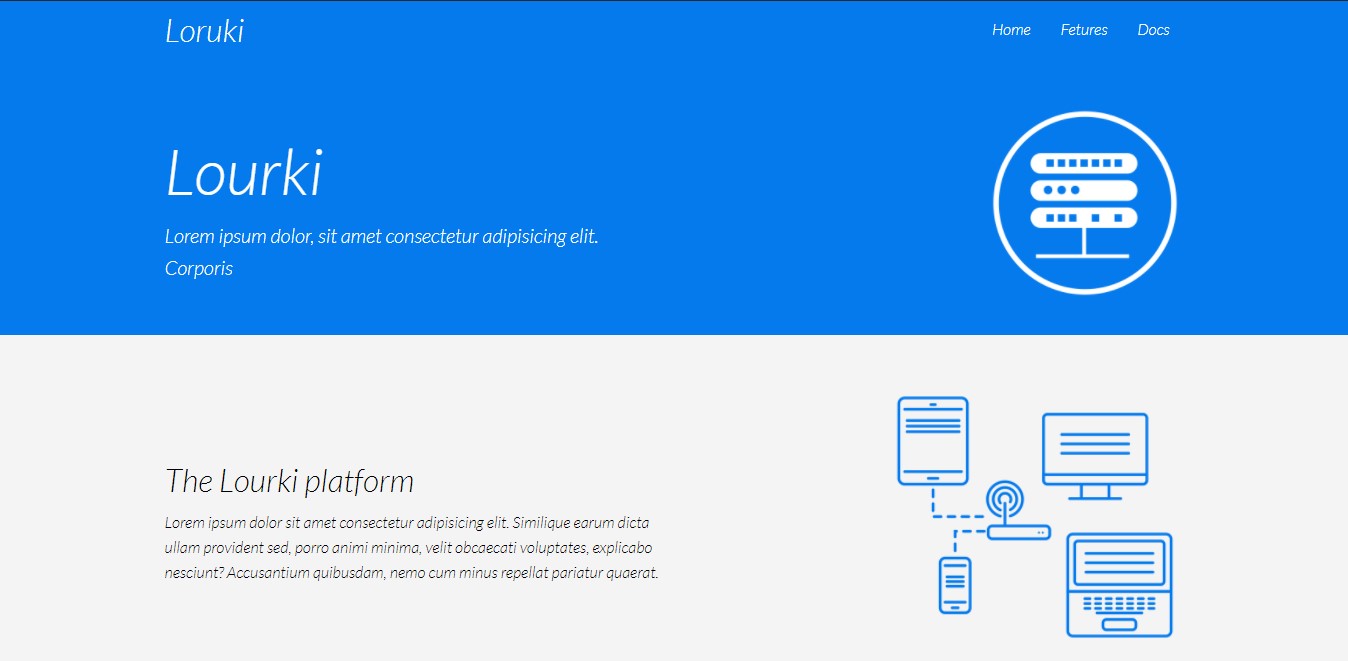 Loruki
Home Fetures Docs
Lourki
Lorem ipsum dolor, sit amet consectetur adipisicing elit.
Corporis
The Lourki platform
Lorem ipsum dolor sit amet consectetur adipisicing elit. Similique earum dicta
ullam provident sed, porro animi minima, velit obcaecati voluptates, explicabo
nesciunt? Accusantium quibusdam, nemo cum minus repellat pariatur quaerat.